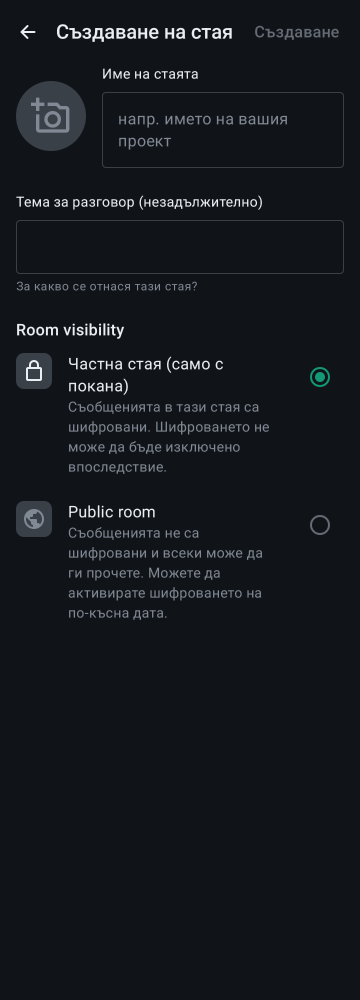 Създаване на стая
Създаване
Име на стаята
напр. името на вашия
проект
Тема за разговор (незадължително)
За какво се отнася тази стая?
Room visibility
Частна стая (само с
покана)
Съобщенията в тази стая са
шифровани. Шифроването не
може да бъде изключено
впоследствие.
Public room
Съобщенията не са
шифровани и всеки може да
ги прочете. Можете да
активирате шифроването на
по-късна дата.